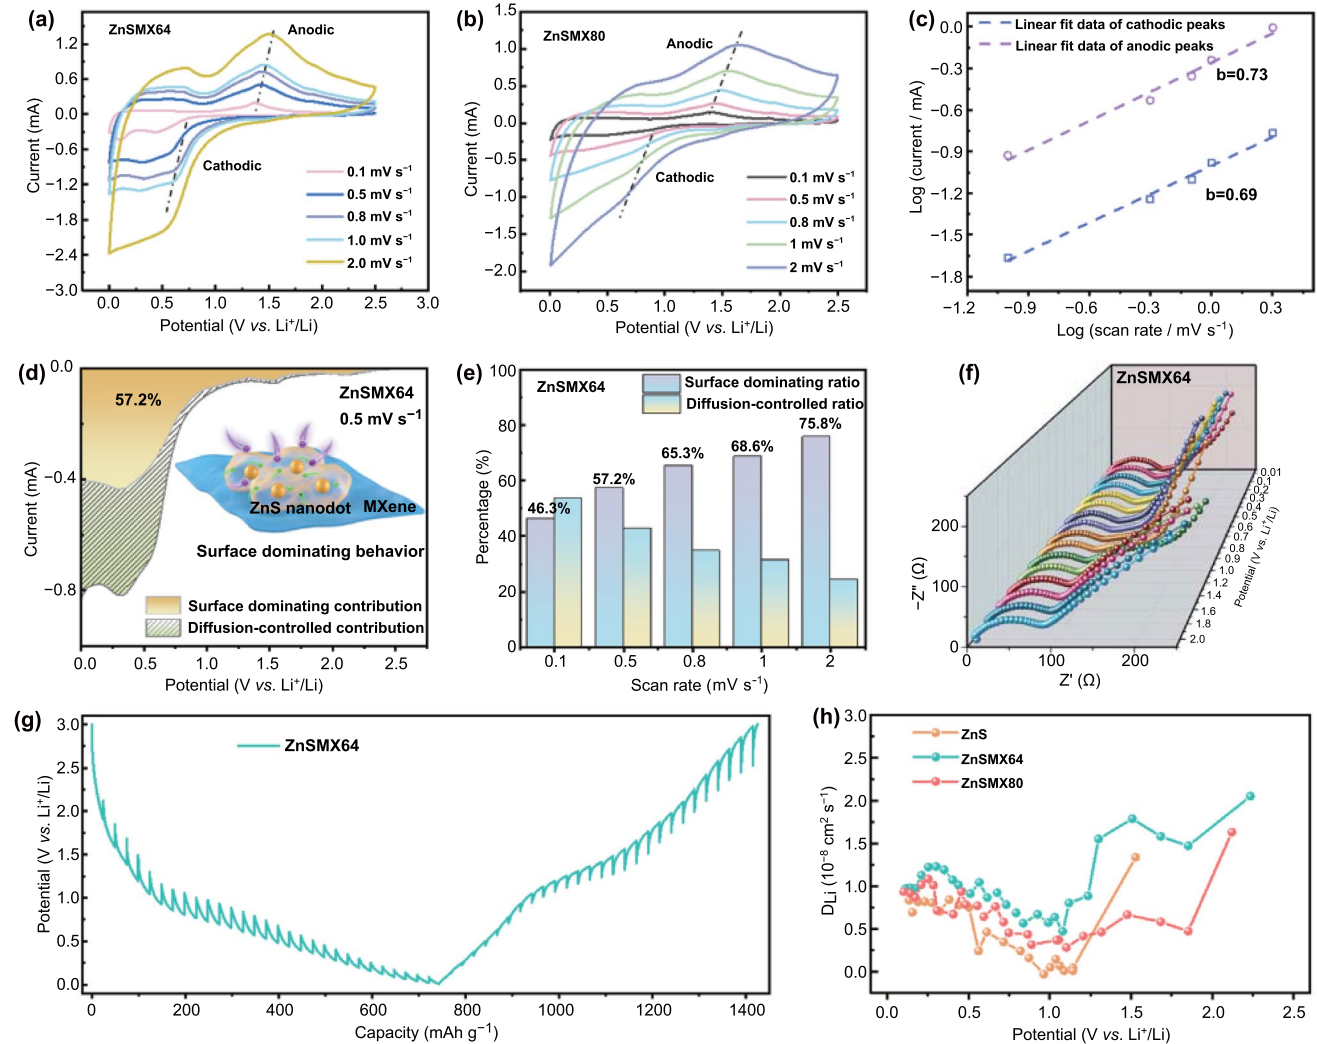 (a)
ZnSMX64
Anodic
Cathodic
0.1 mV s⁻¹
0.5 mV s⁻¹
0.8 mV s⁻¹
1.0 mV s⁻¹
2.0 mV s⁻¹
Current (mA)
1.2
0.6
0.0
−0.6
−1.2
−1.8
−2.4
−3.0
0.0 0.5 1.0 1.5 2.0 2.5 3.0
Potential (V vs. Li⁺/Li)
(b)
ZnSMX80
Anodic
Cathodic
0.1 mV s⁻¹
0.5 mV s⁻¹
0.8 mV s⁻¹
1 mV s⁻¹
2 mV s⁻¹
Current (mA)
1.5
1.0
0.5
0.0
−0.5
−1.0
−1.5
−2.0
0.0 0.5 1.0 1.5 2.0 2.5
Potential (V vs. Li⁺/Li)
(c)
Linear fit data of cathodic peaks
Linear fit data of anodic peaks
b=0.73
b=0.69
Log (current / mA)
0.0
−0.3
−0.6
−0.9
−1.2
−1.5
−1.8
−1.2 −0.9 −0.6 −0.3 0.0 0.3
Log (scan rate / mV s⁻¹)
(d)
57.2%
ZnSMX64
0.5 mV s⁻¹
ZnS nanodot MXene
Surface dominating behavior
Surface dominating contribution
Diffusion-controlled contribution
Current (mA)
0.0
−0.4
−0.8
0.0 0.5 1.0 1.5 2.0 2.5
Potential (V vs. Li⁺/Li)
(e)
ZnSMX64
Surface dominating ratio
Diffusion-controlled ratio
46.3%
57.2%
65.3%
68.6%
75.8%
Percentage (%)
100
80
60
40
20
0
0.1 0.5 0.8 1 2
Scan rate (mV s⁻¹)
(f)
ZnSMX64
−Z'' (Ω)
200
100
0
0 100 200
Z' (Ω)
0.01
0.1
0.2
0.3
0.4
0.5
0.6
0.7
0.8
0.9
1.0
1.2
1.4
1.6
1.8
2.0
Potential (V vs. Li⁺/Li)
(g)
ZnSMX64
Potential (V vs. Li⁺/Li)
3.0
2.5
2.0
1.5
1.0
0.5
0.0
0 200 400 600 800 1000 1200 1400
Capacity (mAh g⁻¹)
(h)
ZnS
ZnSMX64
ZnSMX80
DLi (10⁻⁸ cm² s⁻¹)
3.0
2.5
2.0
1.5
1.0
0.5
0.0
0.0 0.5 1.0 1.5 2.0 2.5
Potential (V vs. Li⁺/Li)